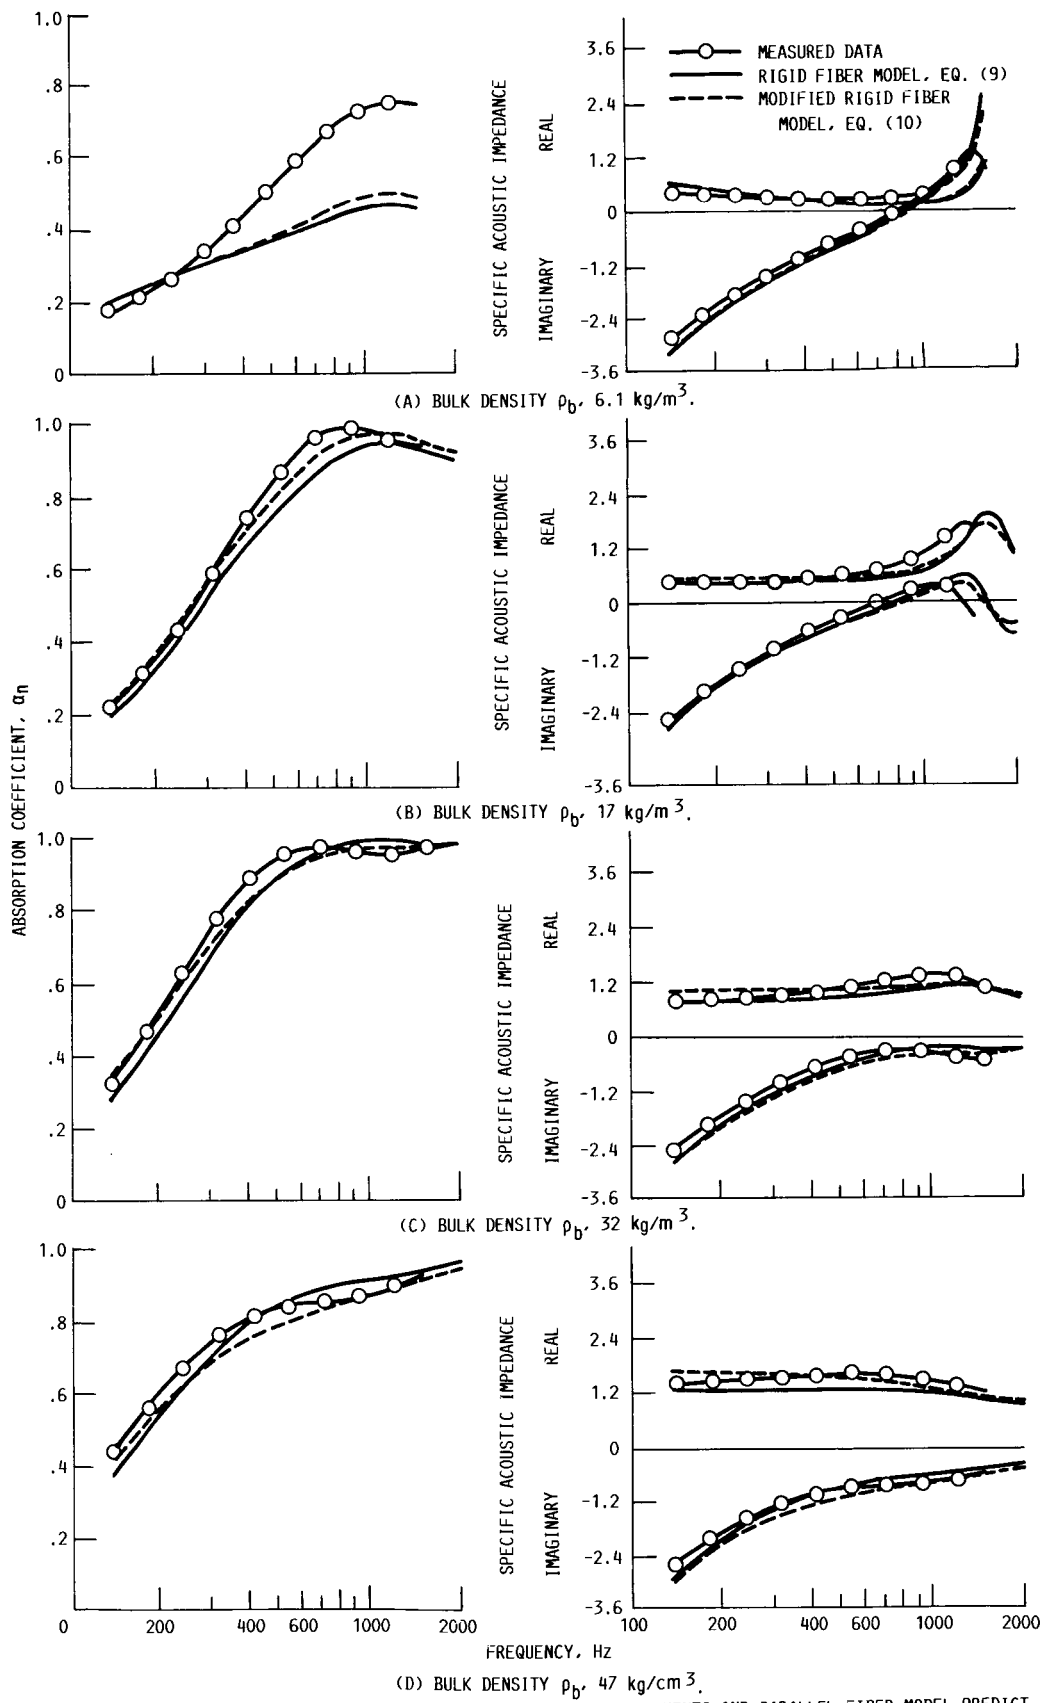 1.0
.8
.6
.4
.2
0
SPECIFIC ACOUSTIC IMPEDANCE
IMAGINARY REAL
3.6
2.4
1.2
0
-1.2
-2.4
-3.6
MEASURED DATA
RIGID FIBER MODEL, EQ. (9)
MODIFIED RIGID FIBER
MODEL, EQ. (10)
(A) BULK DENSITY ρb, 6.1 kg/m³.
1.0
.8
.6
.4
.2
0
SPECIFIC ACOUSTIC IMPEDANCE
IMAGINARY REAL
3.6
2.4
1.2
0
-1.2
-2.4
-3.6
(B) BULK DENSITY ρb, 17 kg/m³.
ABSORPTION COEFFICIENT, αn
1.0
.8
.6
.4
.2
0
SPECIFIC ACOUSTIC IMPEDANCE
IMAGINARY REAL
3.6
2.4
1.2
0
-1.2
-2.4
-3.6
(C) BULK DENSITY ρb, 32 kg/m³.
1.0
.8
.6
.4
.2
0 200 400 600 1000 2000
SPECIFIC ACOUSTIC IMPEDANCE
IMAGINARY REAL
3.6
2.4
1.2
0
-1.2
-2.4
-3.6
100 200 400 600 1000 2000
FREQUENCY, Hz
(D) BULK DENSITY ρb, 47 kg/cm³.
AND PARALLEL FIBER MODEL PREDICT